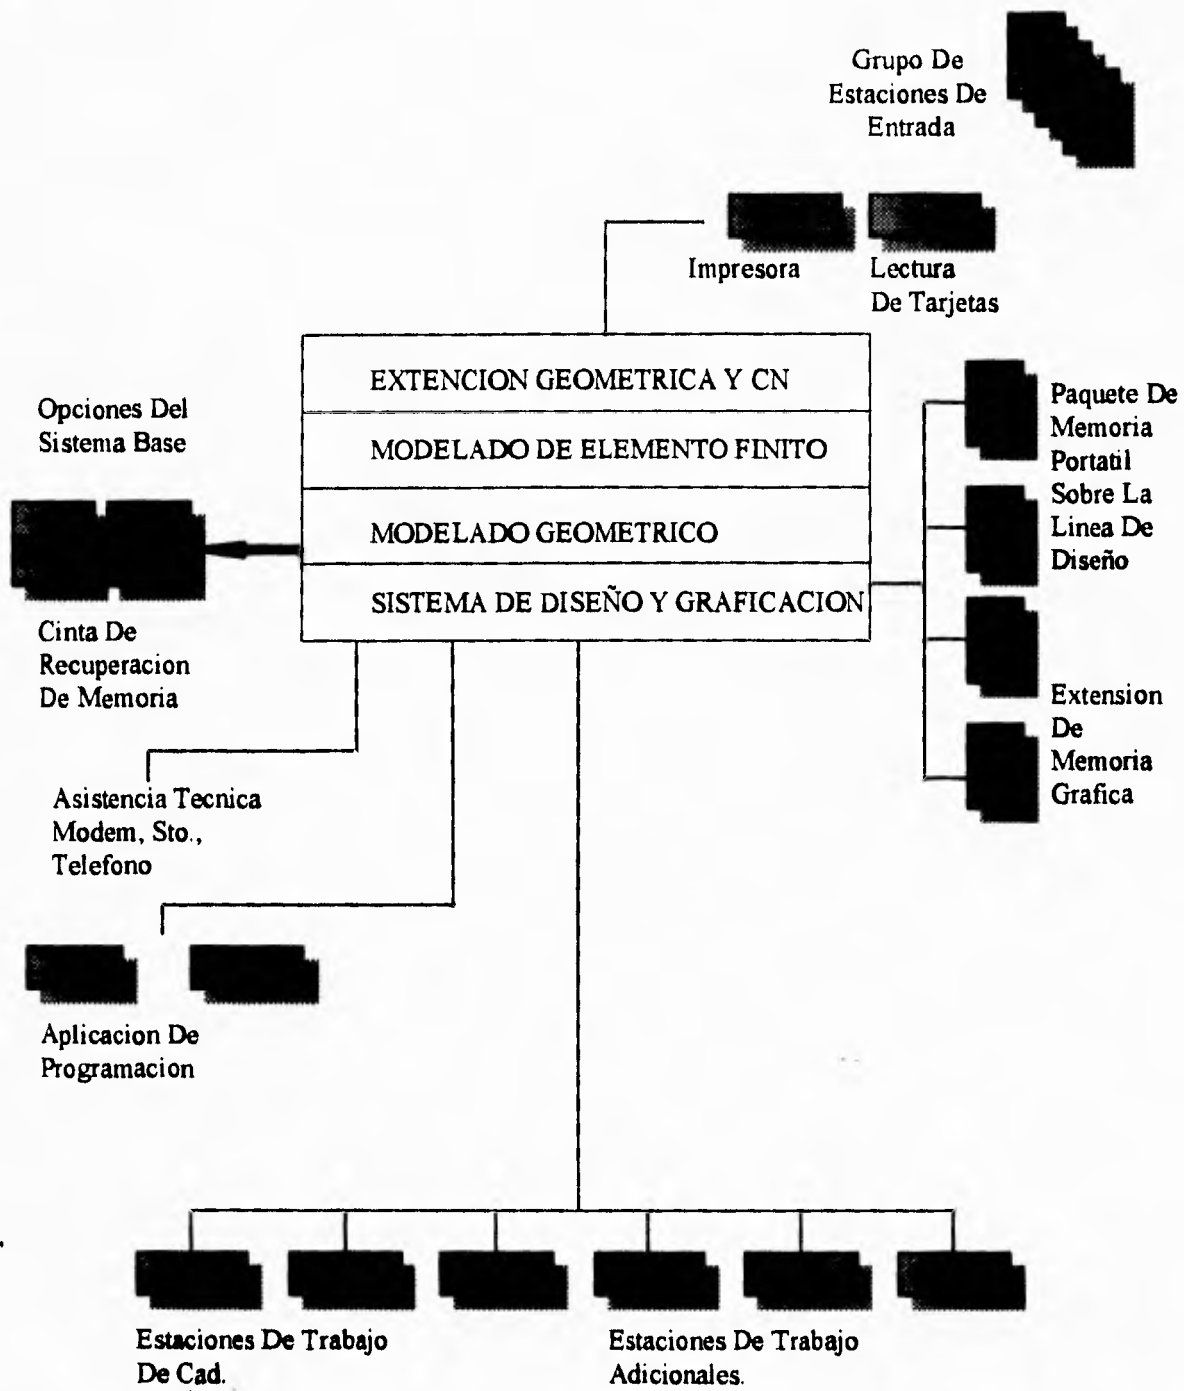 Grupo De
Estaciones De
Entrada
Impresora
Lectura
De Tarjetas
EXTENCION GEOMETRICA Y CN
MODELADO DE ELEMENTO FINITO
MODELADO GEOMETRICO
SISTEMA DE DISEÑO Y GRAFICACION
Opciones Del
Sistema Base
Cinta De
Recuperacion
De Memoria
Paquete De
Memoria
Portatil
Sobre La
Linea De
Diseño
Extension
De
Memoria
Grafica
Asistencia Tecnica
Modem, Sto.,
Telefono
Aplicacion De
Programacion
Estaciones De Trabajo
De Cad.
Estaciones De Trabajo
Adicionales.